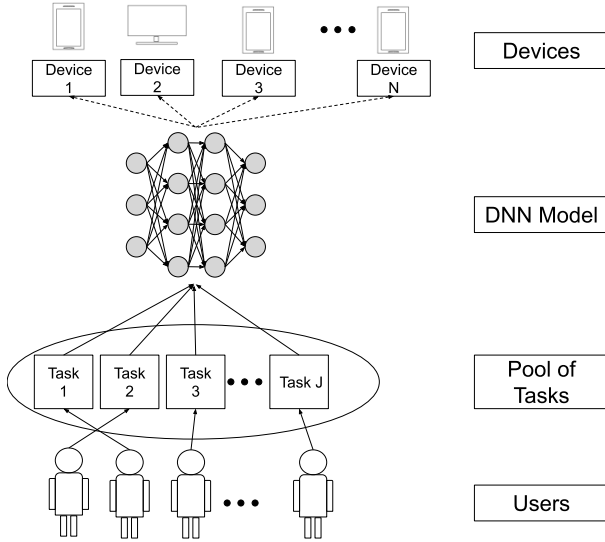 Device
1
Device
2
Device
3
Device
N
Devices
DNN Model
Task
1
Task
2
Task
3
Task J
Pool of
Tasks
Users